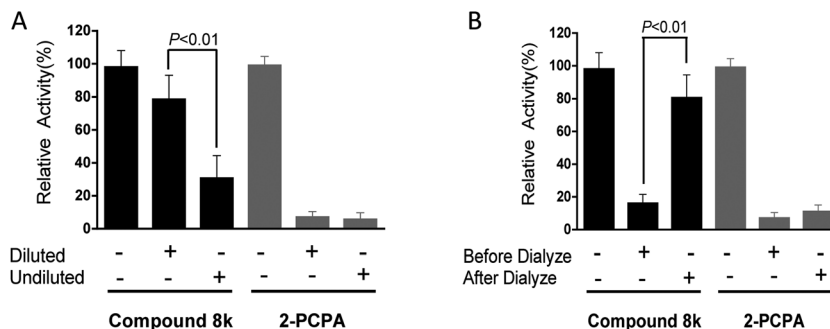 A
Relative Activity(%)
120
100
80
60
40
20
0
P<0.01
Diluted - + - - + -
Undiluted - - + - - +
Compound 8k 2-PCPA
B
Relative Activity(%)
120
100
80
60
40
20
0
P<0.01
Before Dialyze - + - - + -
After Dialyze - - + - - +
Compound 8k 2-PCPA